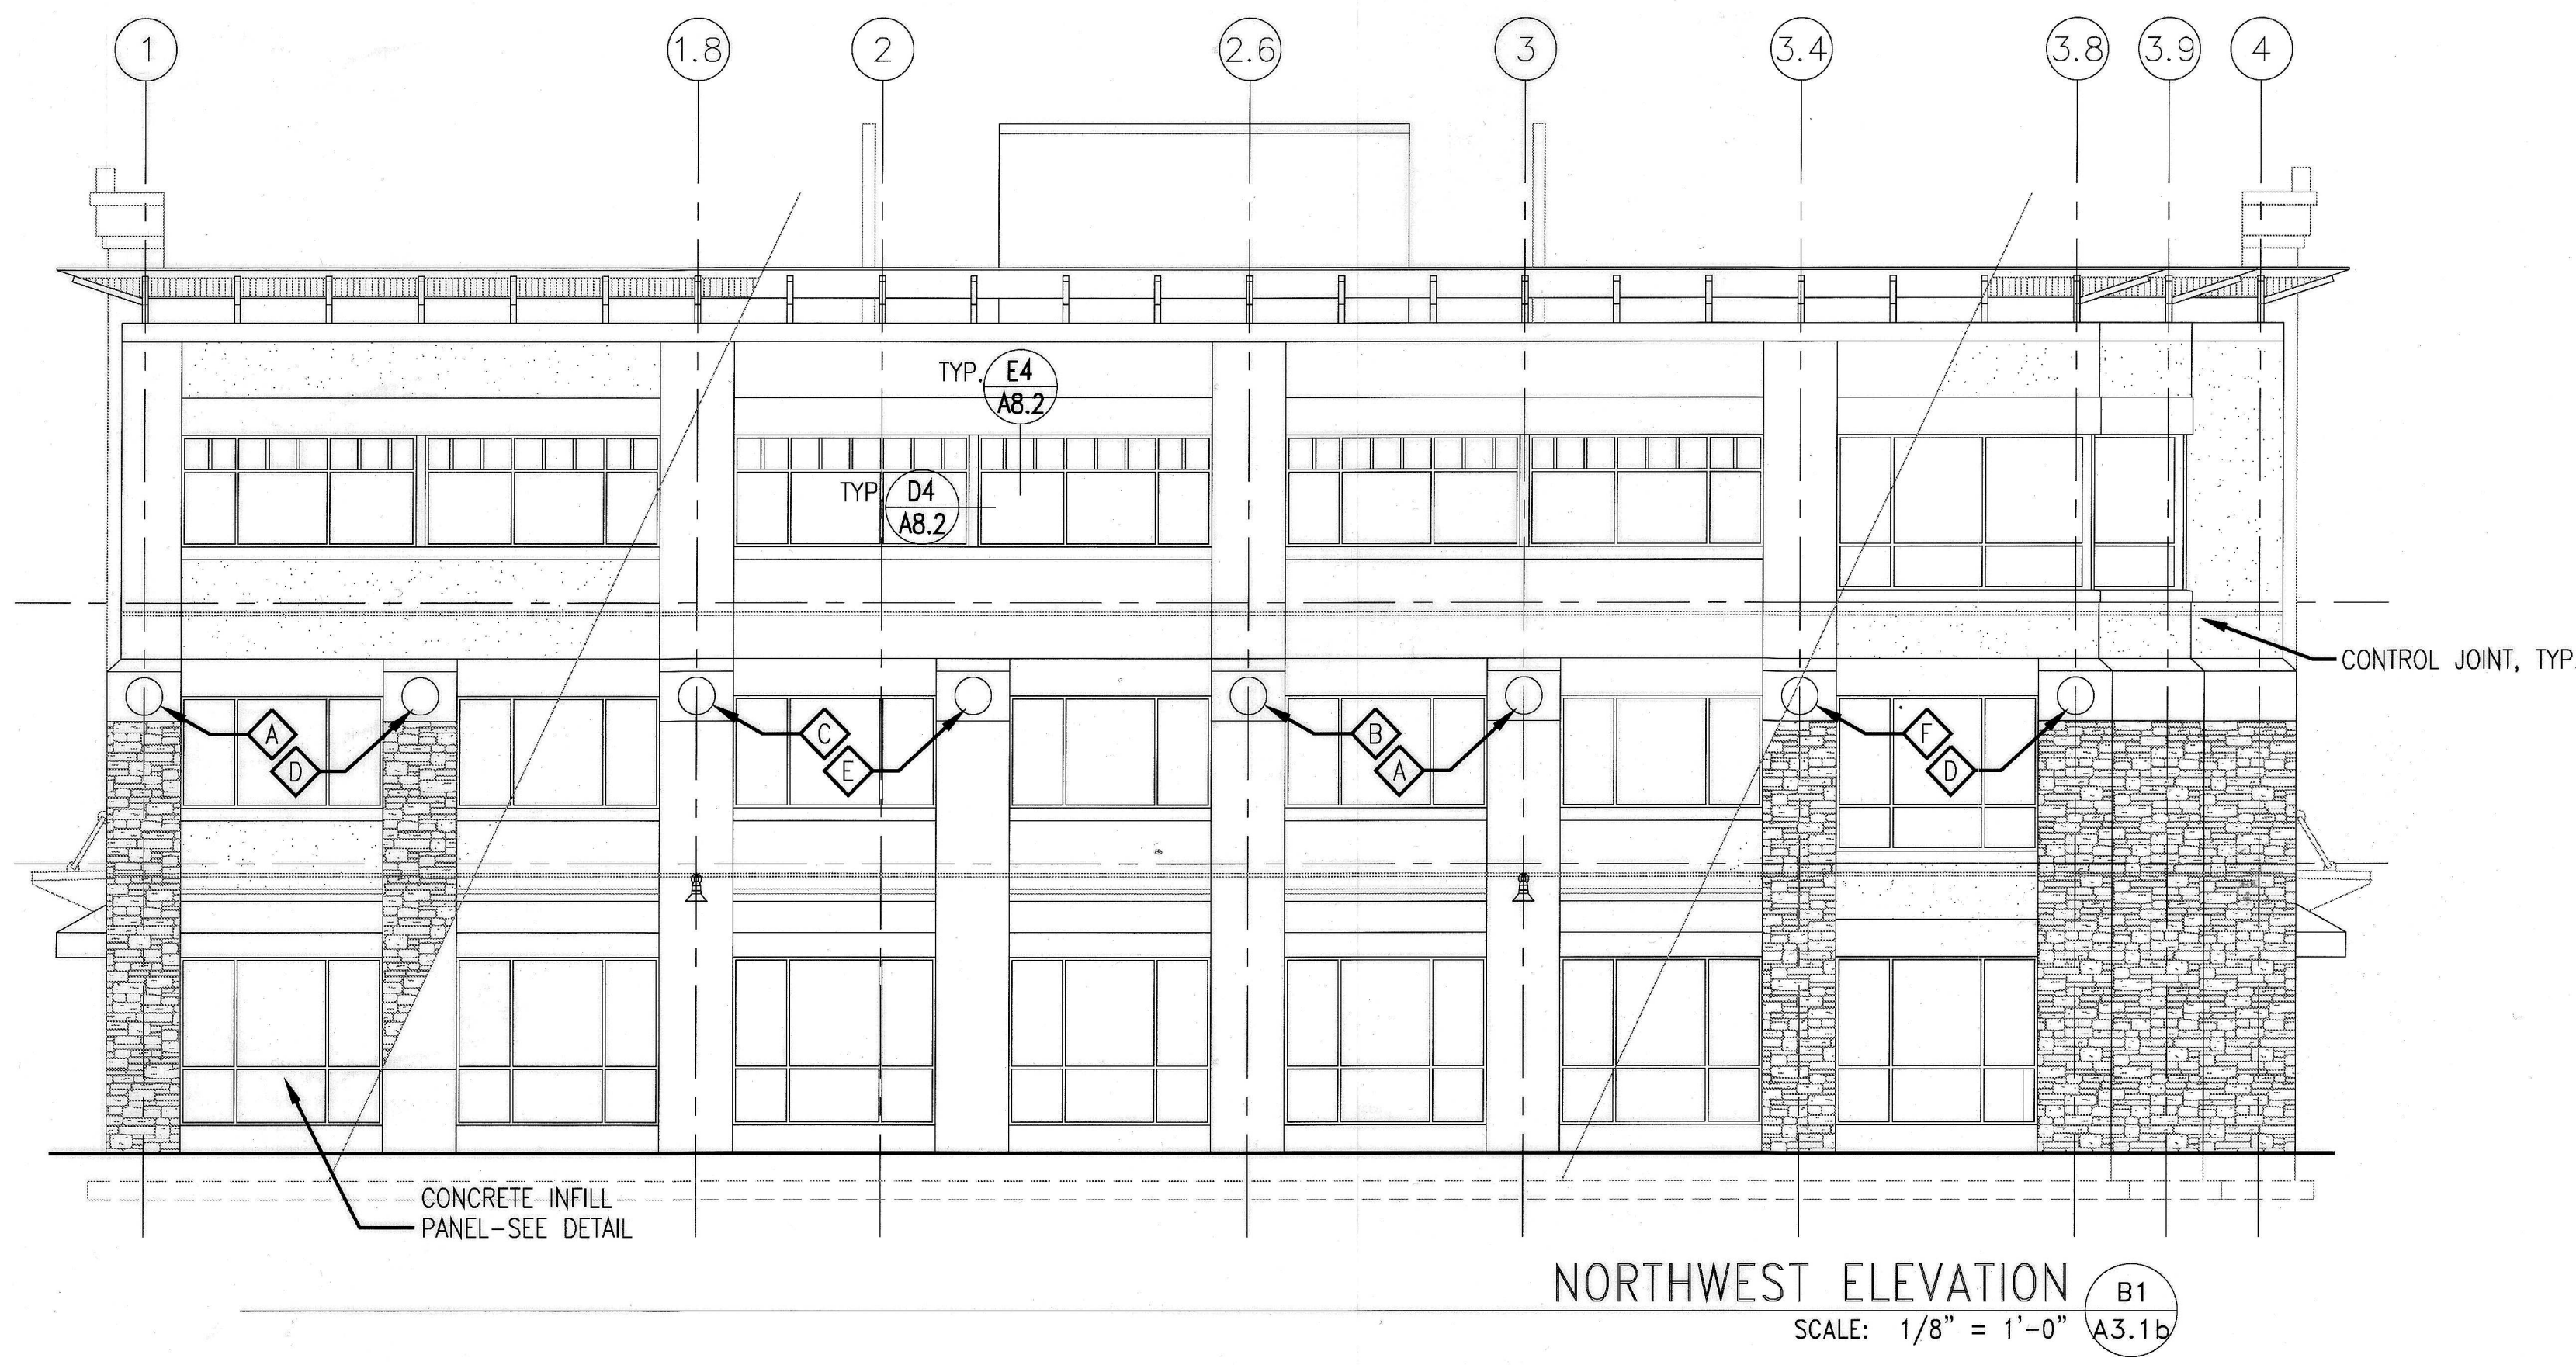 1
1.8
2
2.6
3
3.4
3.8
3.9
4
TYP. E4
A8.2
TYP D4
A8.2
CONTROL JOINT, TYP.
A
D
C
E
B
A
F
D
CONCRETE INFILL
PANEL-SEE DETAIL
NORTHWEST ELEVATION
SCALE: 1/8" = 1'-0"
B1
A3.1b